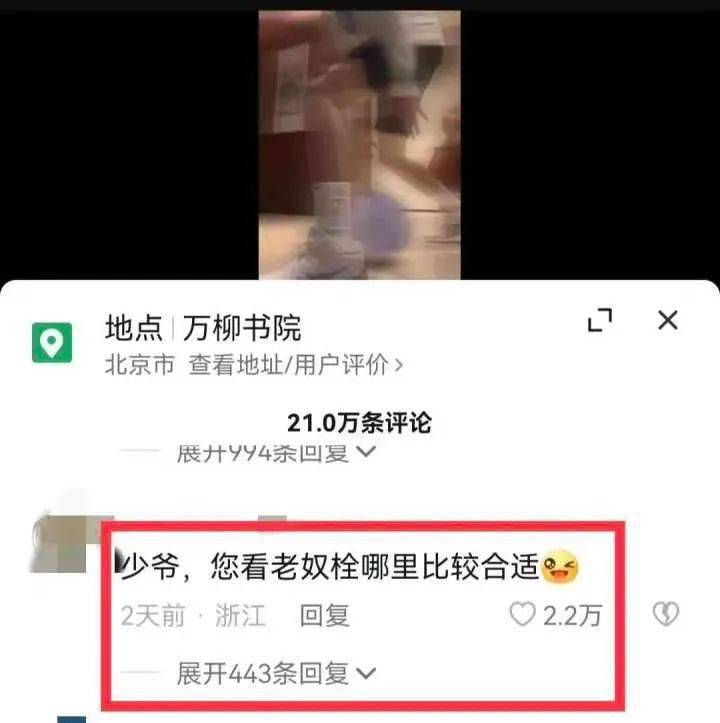 地点 | 万柳书院
北京市 查看地址/用户评价 >
21.0万条评论
展开994条回复
少爷，您看老奴栓哪里比较合适😜
2天前 · 浙江 回复 2.2万
展开443条回复